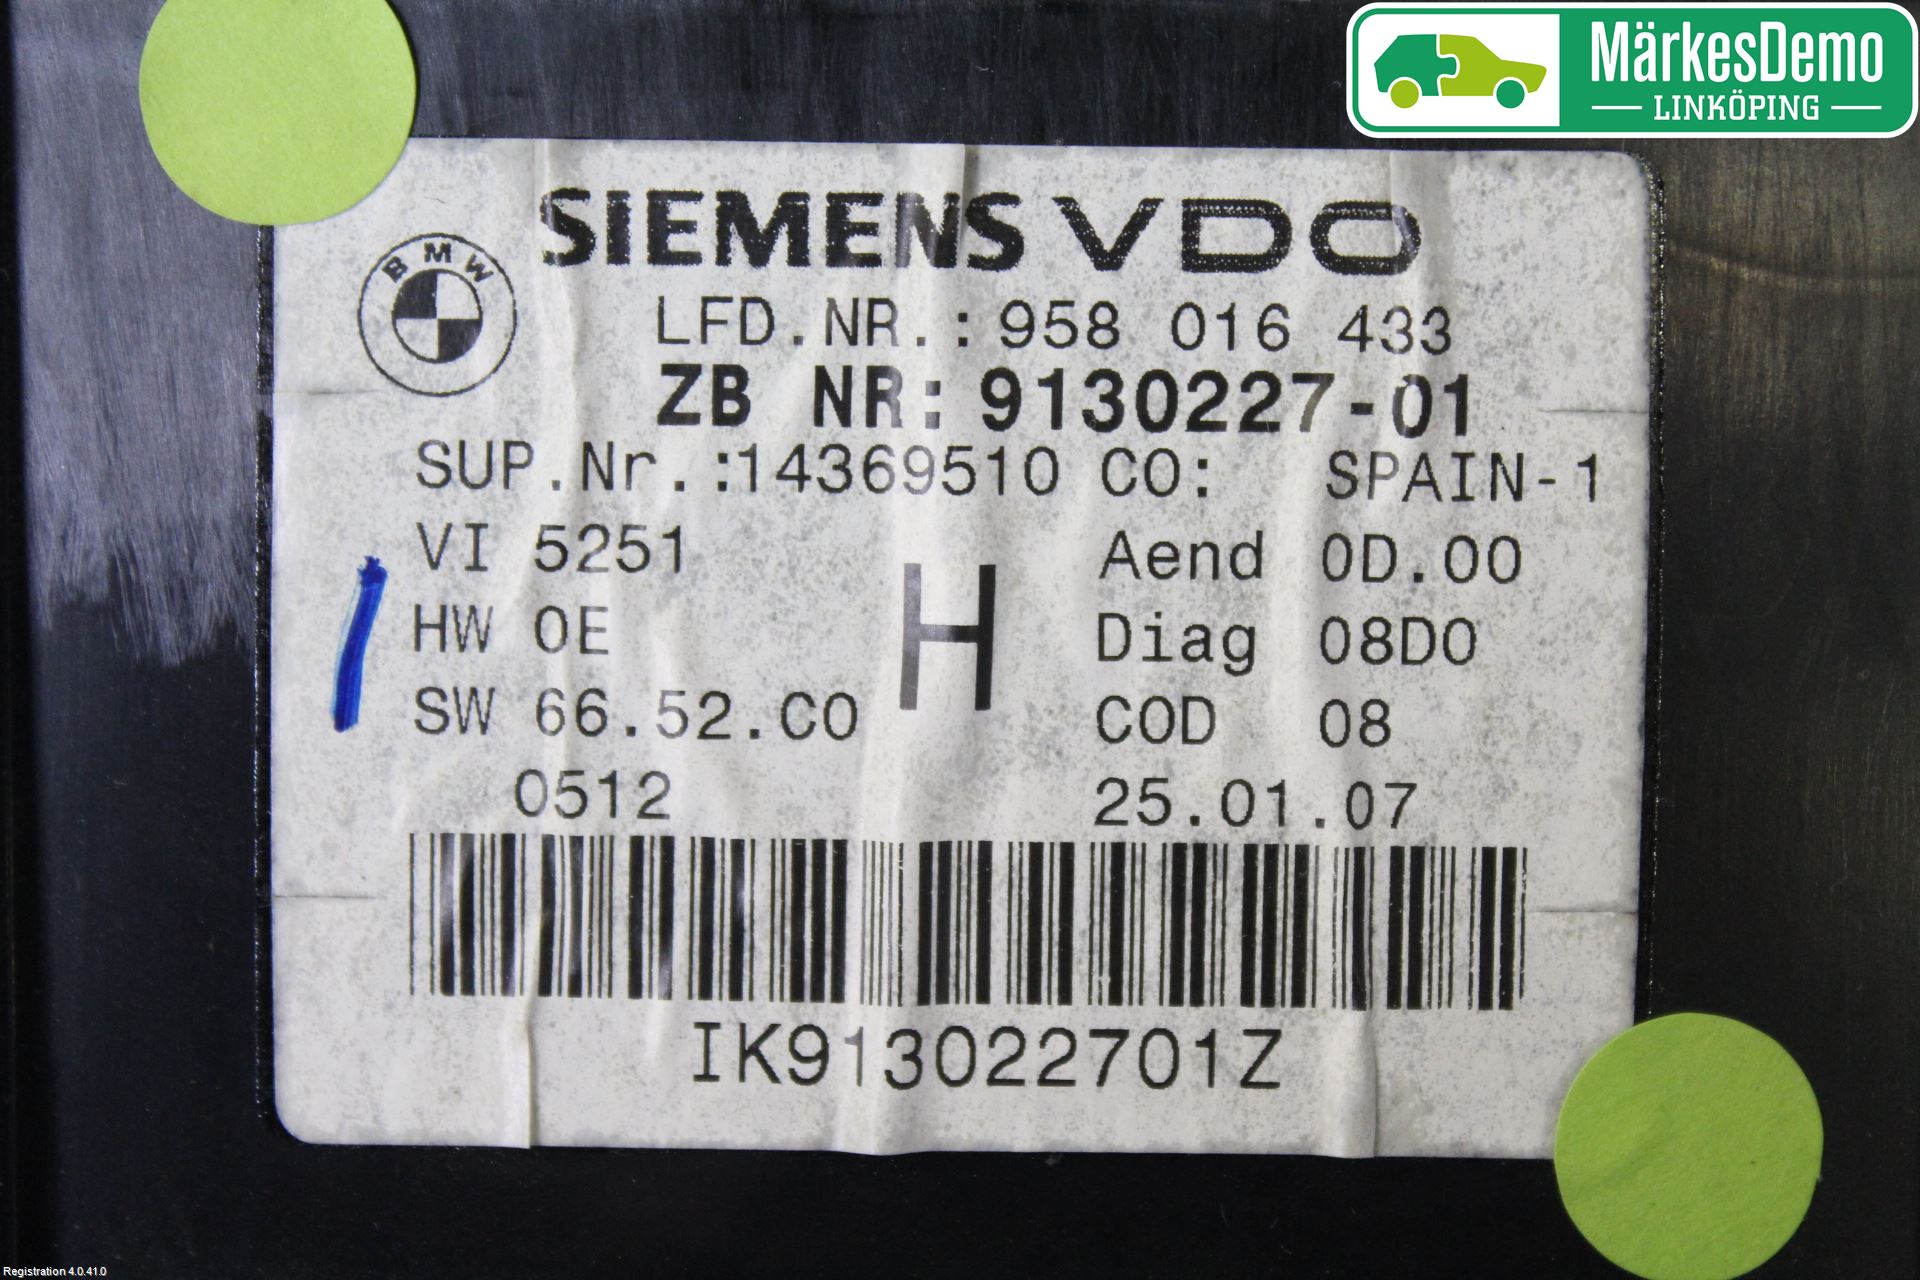 MärkesDemo
LINKÖPING
SIEMENS VDO
BMW
LFD.NR.:958 016 433
ZB NR: 9130227-01
SUP.Nr.:14369510 CO: SPAIN-1
VI 5251 Aend 0D.00
H
HW 0E Diag 08D0
SW 66.52.C0 COD 08
0512 25.01.07
IK913022701Z
Registration 4.0.41.0